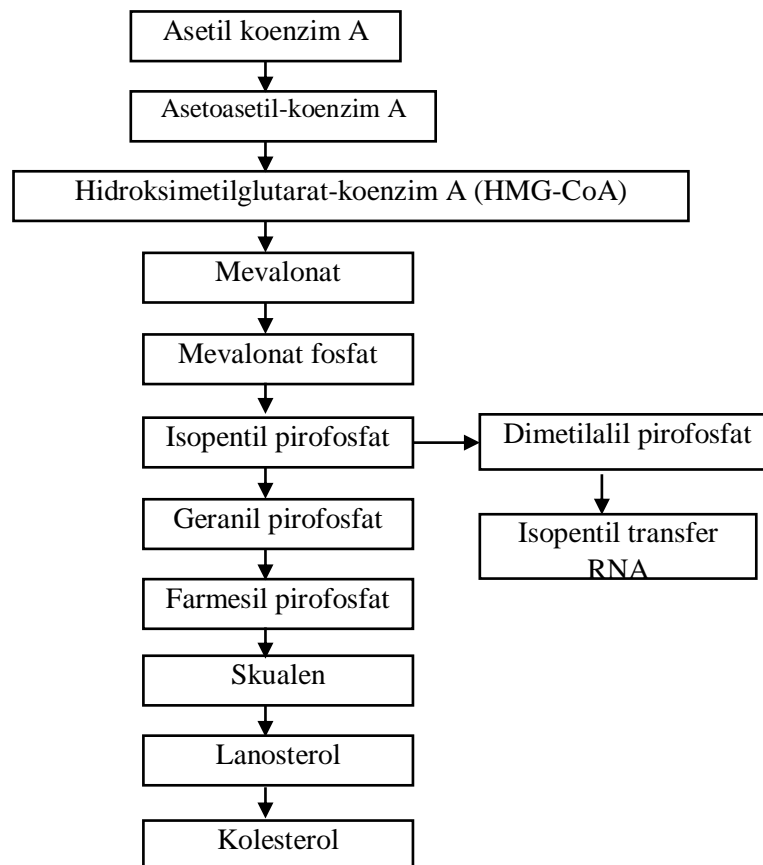 Asetil koenzim A
Asetoasetil-koenzim A
Hidroksimetilglutarat-koenzim A (HMG-CoA)
Mevalonat
Mevalonat fosfat
Isopentil pirofosfat
Dimetilalil pirofosfat
Geranil pirofosfat
Isopentil transfer
RNA
Farmesil pirofosfat
Skualen
Lanosterol
Kolesterol